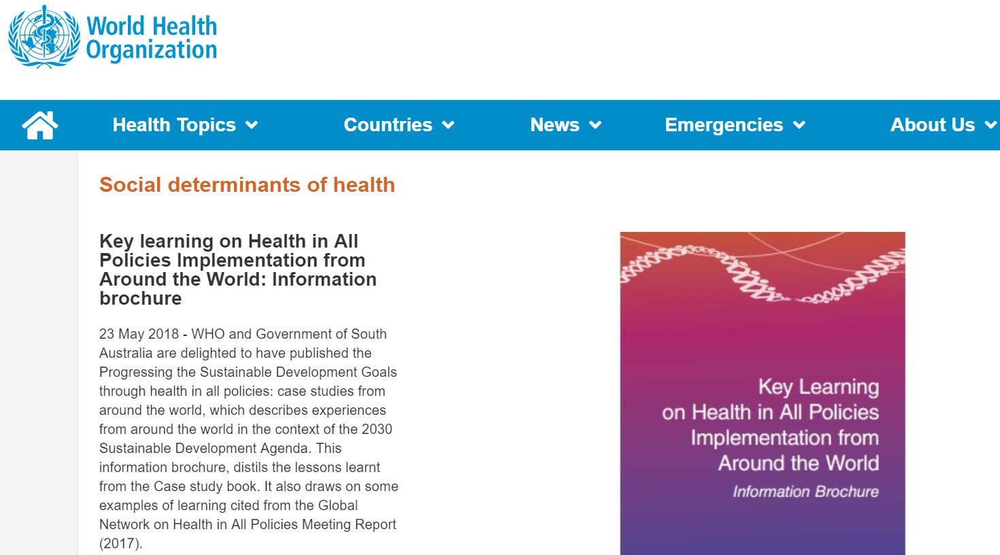 World Health
Organization
Health Topics
Countries
News
Emergencies
About Us
Social determinants of health
Key learning on Health in All
Policies Implementation from
Around the World: Information
brochure
23 May 2018 - WHO and Government of South
Australia are delighted to have published the
Progressing the Sustainable Development Goals
through health in all policies: case studies from
around the world, which describes experiences
from around the world in the context of the 2030
Sustainable Development Agenda. This
information brochure, distils the lessons learnt
from the Case study book. It also draws on some
examples of learning cited from the Global
Network on Health in All Policies Meeting Report
(2017).
Key Learning
on Health in All Policies
Implementation from
Around the World
Information Brochure